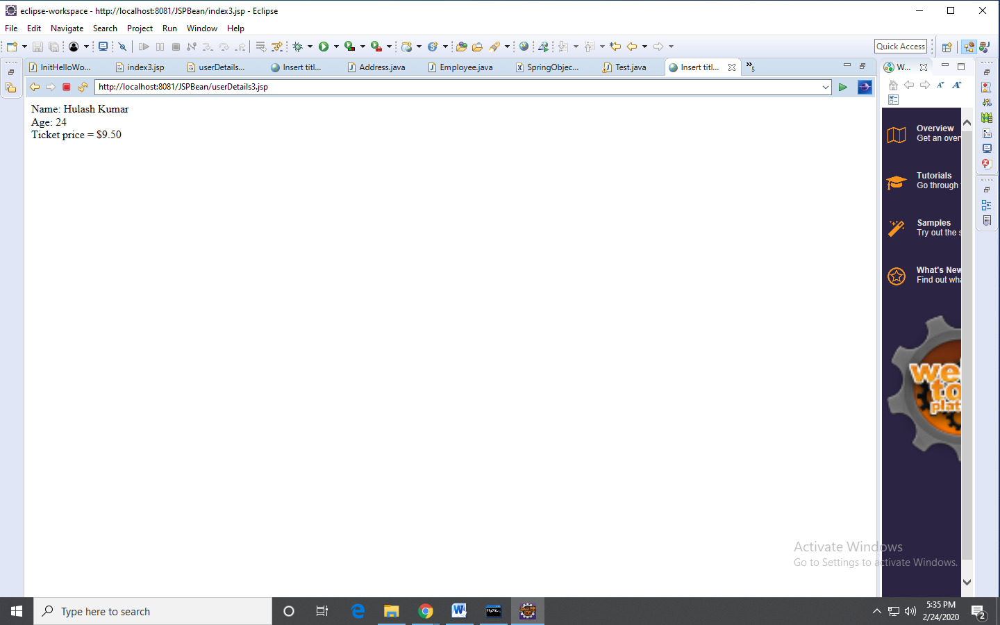 eclipse-workspace - http://localhost:8081/JSPBean/index3.jsp - Eclipse
File Edit Navigate Search Project Run Window Help
Quick Access
InitHelloWo... index3.jsp userDetails... Insert titl... Address.java Employee.java SpringObjec... Test.java Insert titl... »5 W...
http://localhost:8081/JSPBean/userDetails3.jsp
Name: Hulash Kumar
Age: 24
Ticket price = $9.50
Overview
Get an over
Tutorials
Go through
Samples
Try out the s
What's New
Find out wha
we
to
plat
Activate Windows
Go to Settings to activate Windows.
Type here to search
5:35 PM
2/24/2020
2